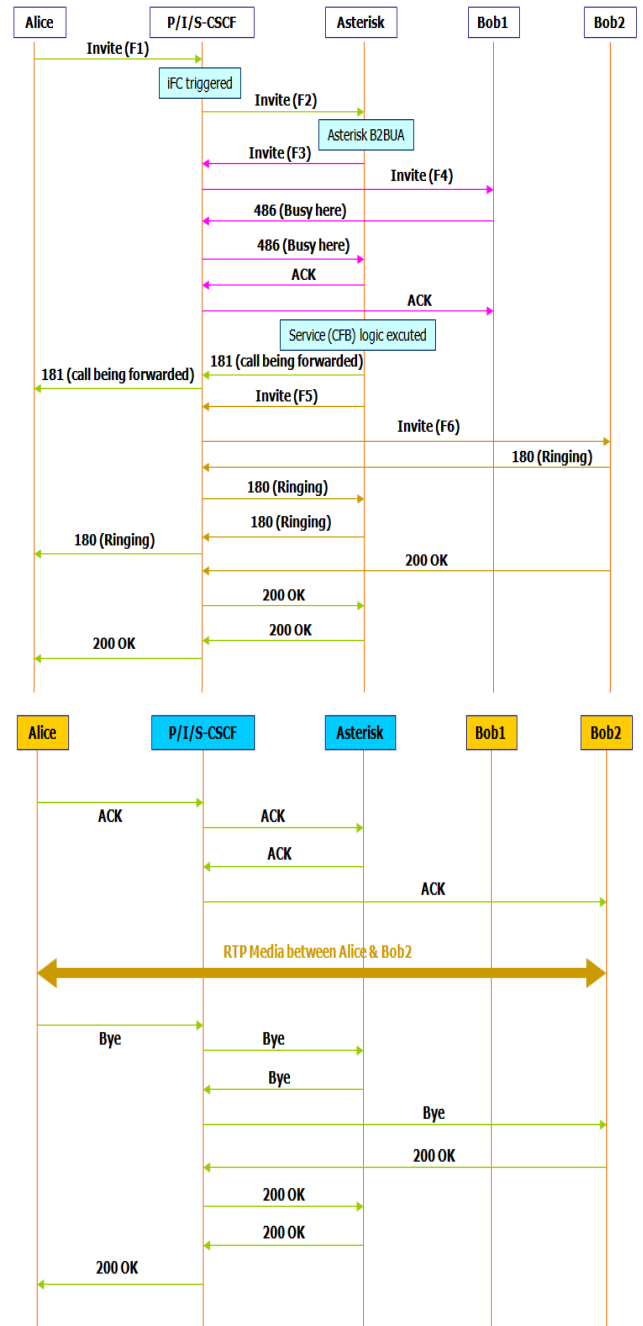 Alice
P/I/S-CSCF
Asterisk
Bob1
Bob2
Invite (F1)
iFC triggered
Invite (F2)
Asterisk B2BUA
Invite (F3)
Invite (F4)
486 (Busy here)
486 (Busy here)
ACK
ACK
Service (CFB) logic excuted
181 (call being forwarded)
181 (call being forwarded)
Invite (F5)
Invite (F6)
180 (Ringing)
180 (Ringing)
180 (Ringing)
180 (Ringing)
200 OK
200 OK
200 OK
200 OK
Alice
P/I/S-CSCF
Asterisk
Bob1
Bob2
ACK
ACK
ACK
ACK
RTP Media between Alice & Bob2
Bye
Bye
Bye
Bye
200 OK
200 OK
200 OK
200 OK